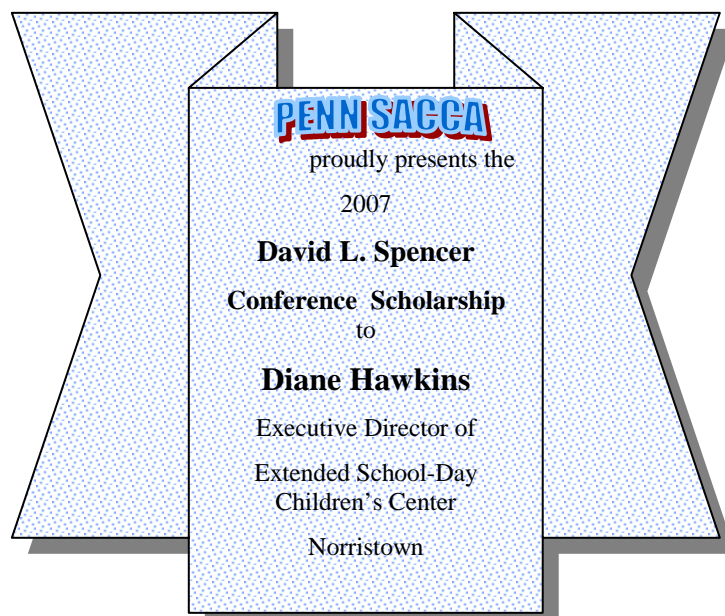 PENN SACCA
proudly presents the
2007
David L. Spencer
Conference Scholarship
to
Diane Hawkins
Executive Director of
Extended School-Day
Children's Center
Norristown